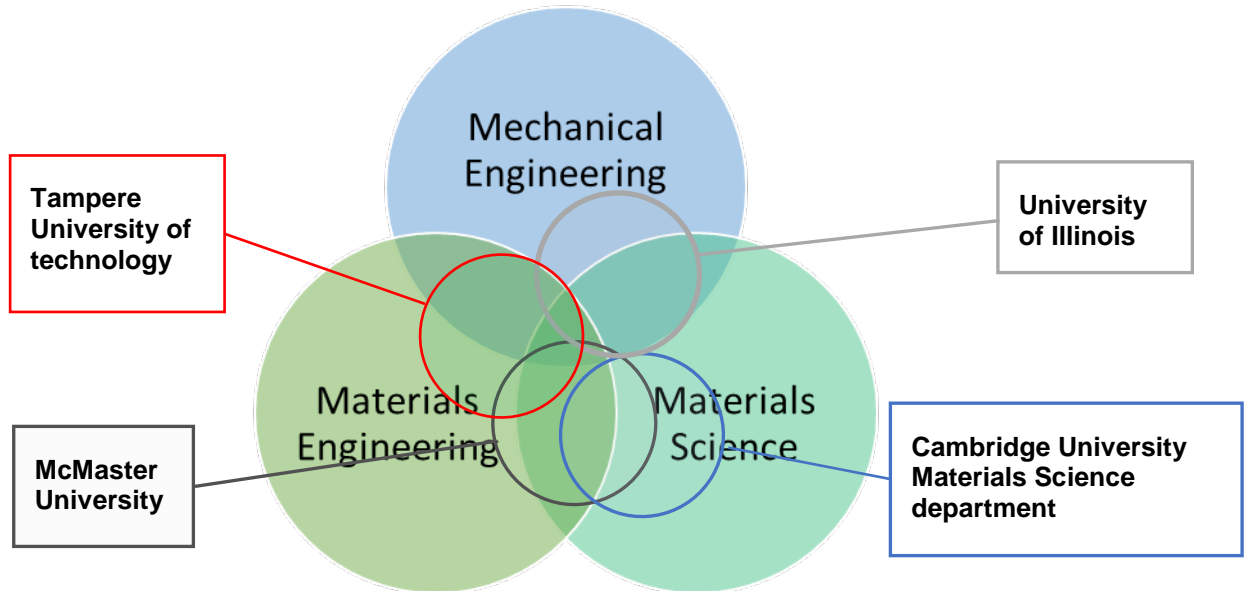 Mechanical
Engineering
Tampere
University of
technology
University
of Illinois
Materials
Engineering
Materials
Science
McMaster
University
Cambridge University
Materials Science
department